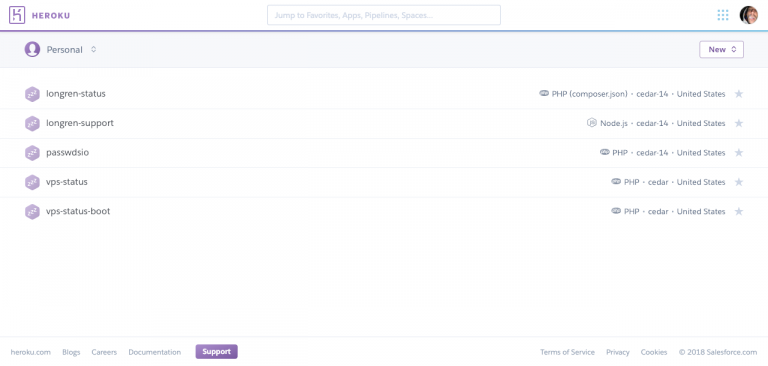 HEROKU
Jump to Favorites, Apps, Pipelines, Spaces...
Personal
New
longren-status PHP (composer.json) • cedar-14 • United States
longren-support Node.js • cedar-14 • United States
passwdsio PHP • cedar-14 • United States
vps-status PHP • cedar • United States
vps-status-boot PHP • cedar • United States
heroku.com Blogs Careers Documentation Support Terms of Service Privacy Cookies © 2018 Salesforce.com